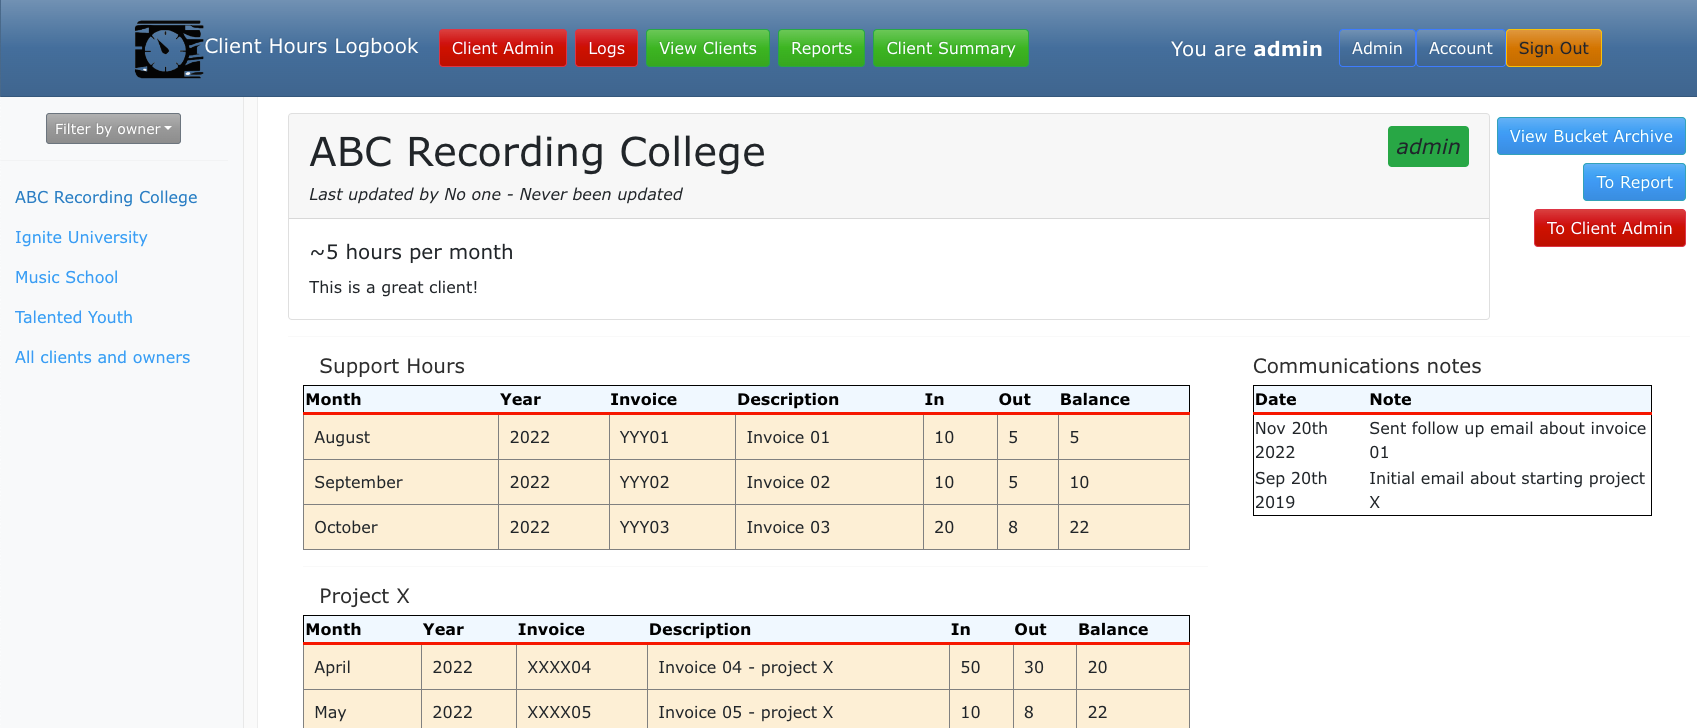 Client Hours Logbook Client Admin Logs View Clients Reports Client Summary You are admin Admin Account Sign Out
Filter by owner
ABC Recording College
Ignite University
Music School
Talented Youth
All clients and owners
ABC Recording College
admin
Last updated by No one - Never been updated
~5 hours per month
This is a great client!
View Bucket Archive
To Report
To Client Admin
Support Hours
Month Year Invoice Description In Out Balance
August 2022 YYY01 Invoice 01 10 5 5
September 2022 YYY02 Invoice 02 10 5 10
October 2022 YYY03 Invoice 03 20 8 22
Project X
Month Year Invoice Description In Out Balance
April 2022 XXXX04 Invoice 04 - project X 50 30 20
May 2022 XXXX05 Invoice 05 - project X 10 8 22
Communications notes
Date Note
Nov 20th 2022 Sent follow up email about invoice 01
Sep 20th 2019 Initial email about starting project X